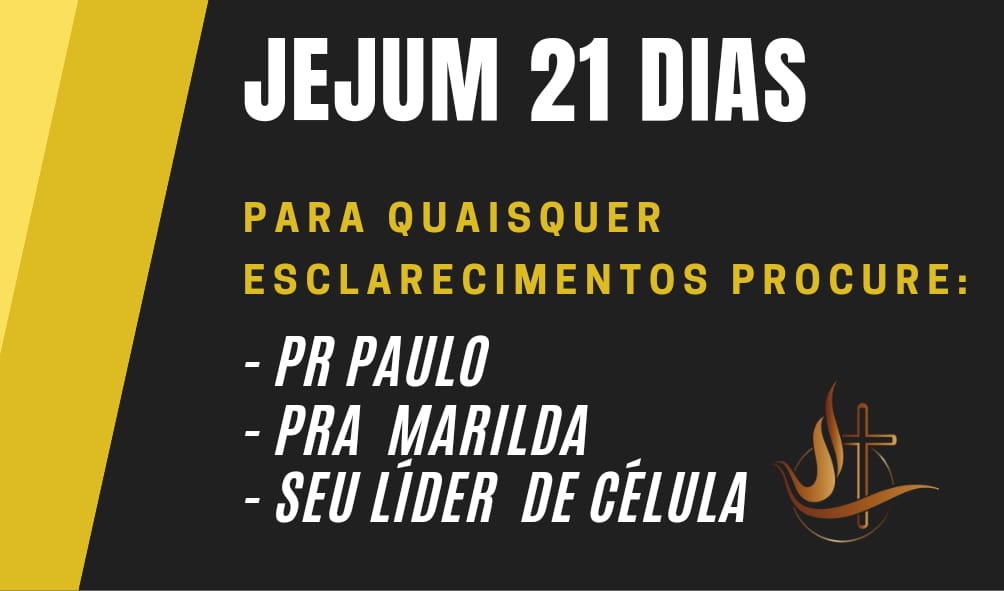 JEJUM 21 DIAS
PARA QUAISQUER
ESCLARECIMENTOS PROCURE:
- PR PAULO
- PRA MARILDA
- SEU LÍDER DE CÉLULA